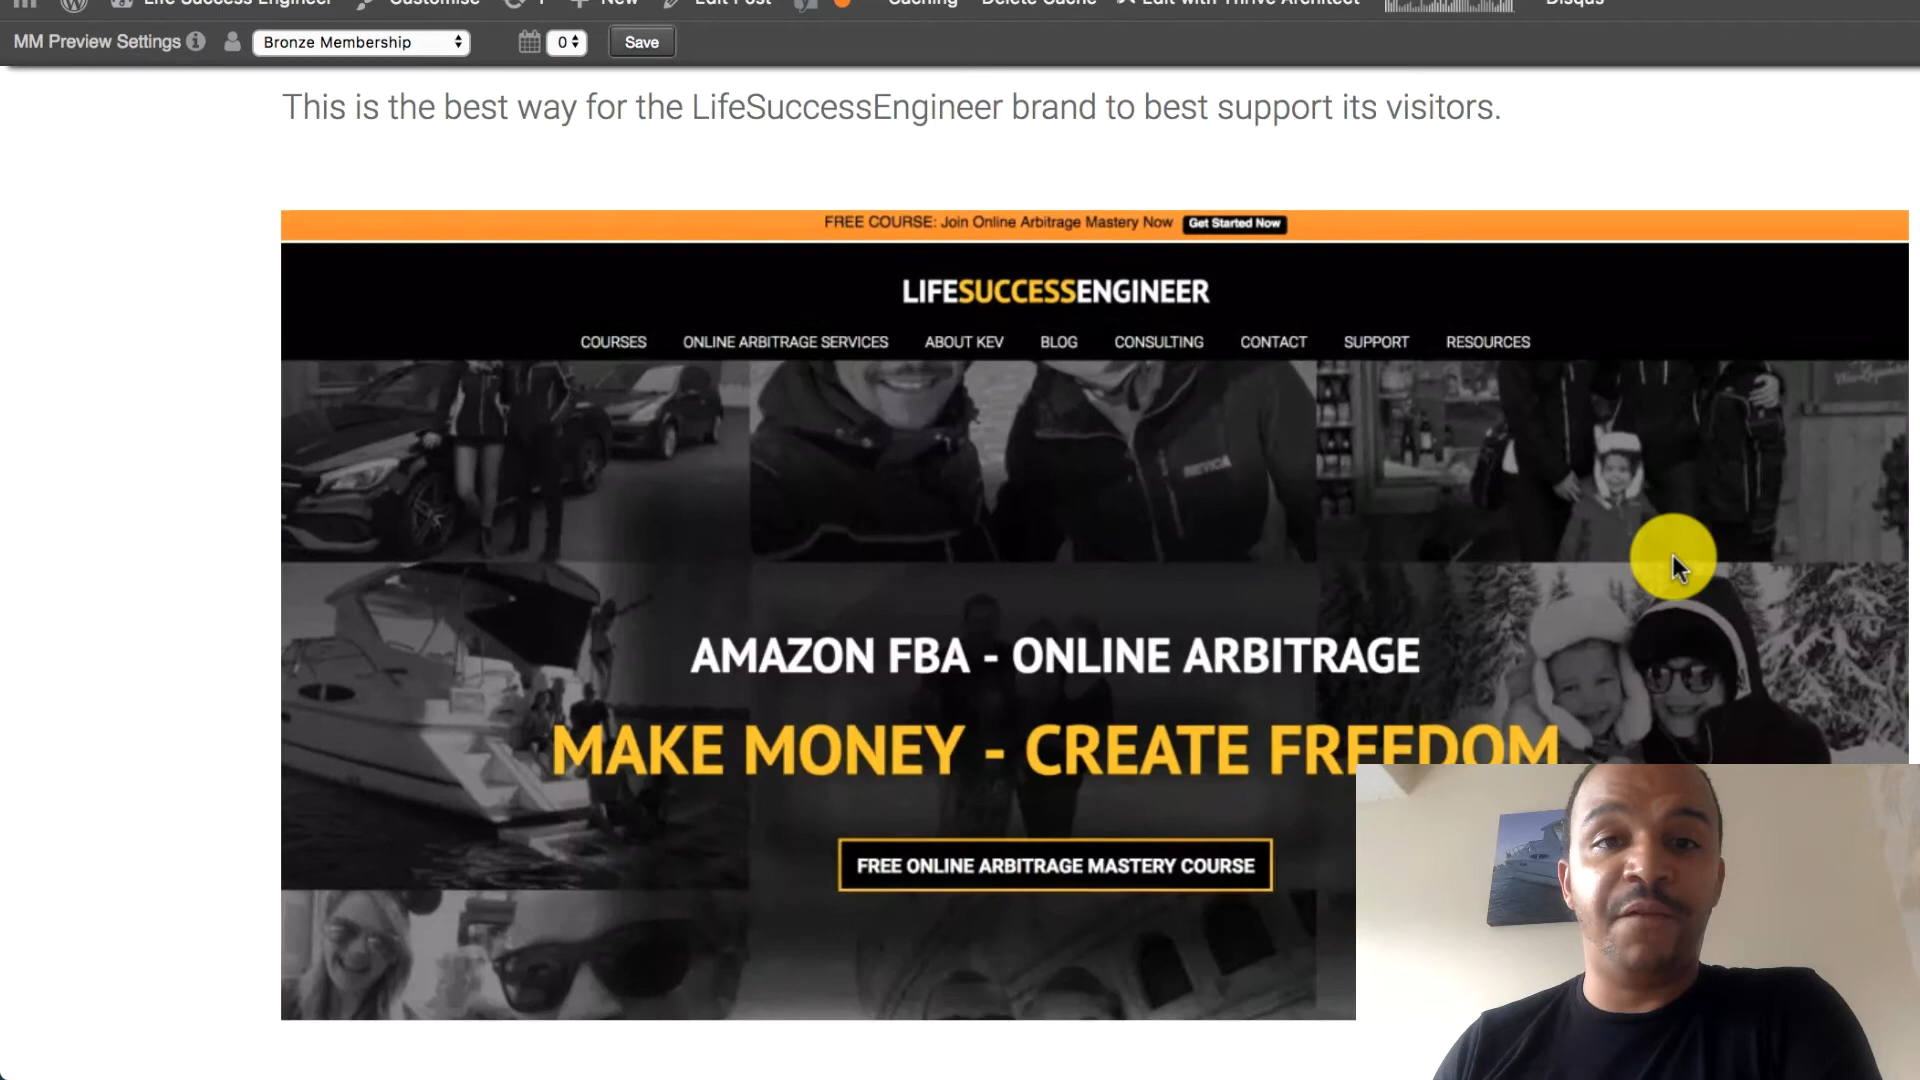 Life Success Engineer Customise 1 New Edit Post Caching Delete Cache Edit with Thrive Architect Disqus
MM Preview Settings Bronze Membership 0 Save
This is the best way for the LifeSuccessEngineer brand to best support its visitors.
FREE COURSE: Join Online Arbitrage Mastery Now Get Started Now
LIFESUCCESSENGINEER
COURSES ONLINE ARBITRAGE SERVICES ABOUT KEV BLOG CONSULTING CONTACT SUPPORT RESOURCES
AMAZON FBA - ONLINE ARBITRAGE
MAKE MONEY - CREATE FREEDOM
FREE ONLINE ARBITRAGE MASTERY COURSE